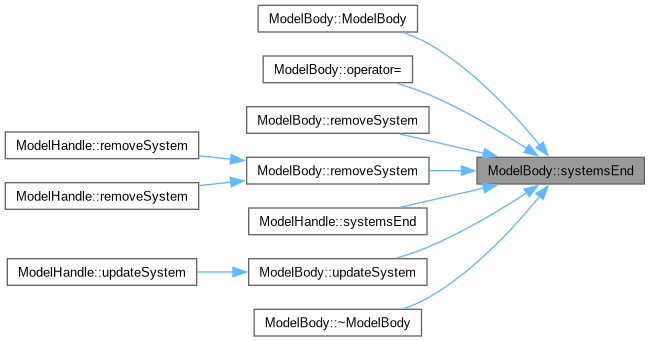 ModelBody::ModelBody
ModelBody::operator=
ModelBody::removeSystem
ModelHandle::removeSystem
ModelBody::removeSystem
ModelBody::systemsEnd
ModelHandle::removeSystem
ModelHandle::systemsEnd
ModelHandle::updateSystem
ModelBody::updateSystem
ModelBody::~ModelBody